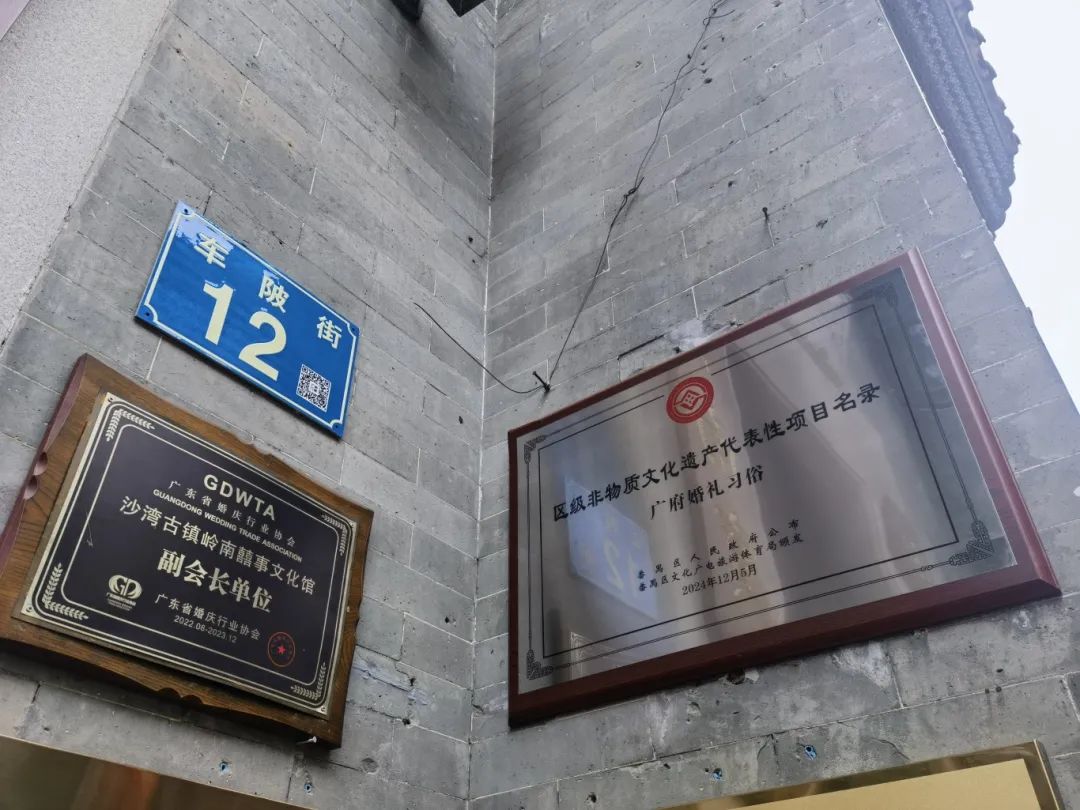 车陂街
12
GDWTA
广东省婚庆行业协会
GUANGDONG WEDDING TRADE ASSOCIATION
沙湾古镇岭南囍事文化馆
副会长单位
GD
广东省婚庆行业协会
2022.08-2023.12
区级非物质文化遗产代表性项目名录
广府婚礼习俗
番禺区人民政府公布
番禺区文化广电旅游体育局颁发
2024年12月5月